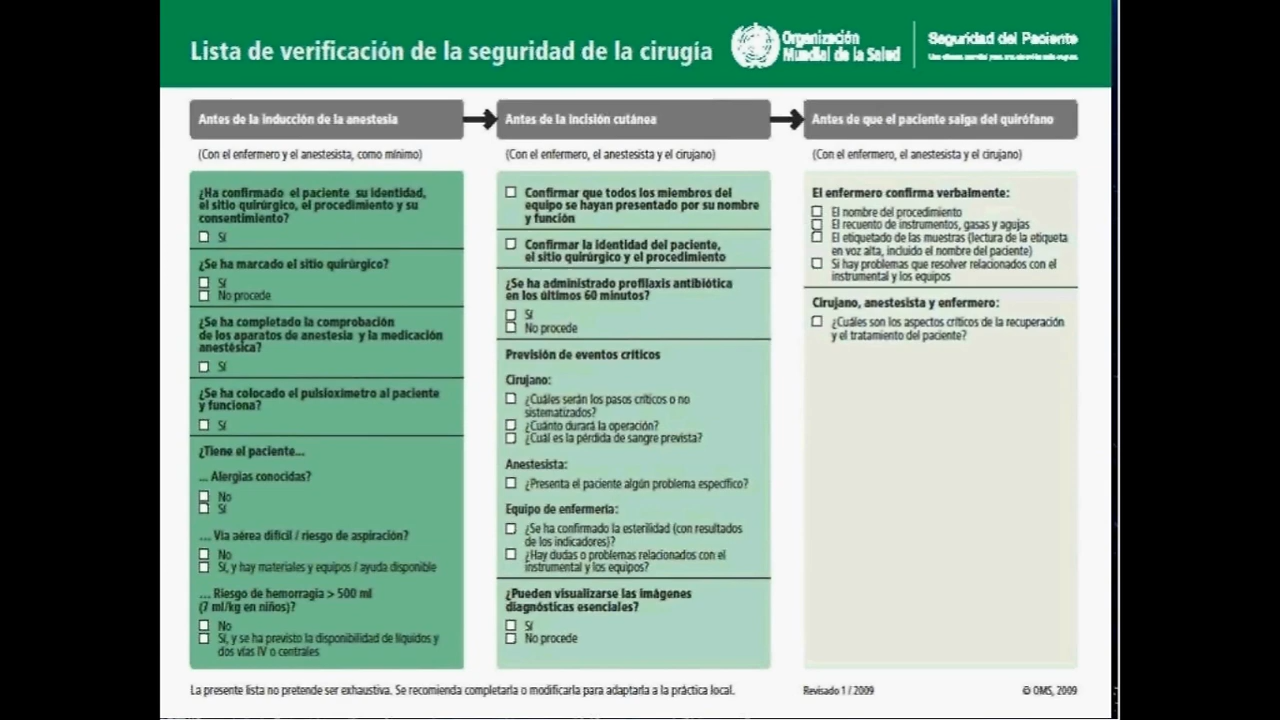 Lista de verificación de la seguridad de la cirugía
Organización
Mundial de la Salud
Seguridad del Paciente
Antes de la inducción de la anestesia
(Con el enfermero y el anestesista, como mínimo)
¿Ha confirmado el paciente su identidad,
el sitio quirúrgico, el procedimiento y su
consentimiento?
Sí
¿Se ha marcado el sitio quirúrgico?
Sí
No procede
¿Se ha completado la comprobación
de los aparatos de anestesia y la medicación
anestésica?
Sí
¿Se ha colocado el pulsioxímetro al paciente
y funciona?
Sí
¿Tiene el paciente...
... Alergias conocidas?
No
Sí
... Vía aérea difícil / riesgo de aspiración?
No
Sí, y hay materiales y equipos / ayuda disponible
... Riesgo de hemorragia > 500 ml
(7 ml/kg en niños)?
No
Sí, y se ha previsto la disponibilidad de líquidos y
dos vías IV o centrales
Antes de la incisión cutánea
(Con el enfermero, el anestesista y el cirujano)
Confirmar que todos los miembros del
equipo se hayan presentado por su nombre
y función
Confirmar la identidad del paciente,
el sitio quirúrgico y el procedimiento
¿Se ha administrado profilaxis antibiótica
en los últimos 60 minutos?
Sí
No procede
Previsión de eventos críticos
Cirujano:
¿Cuáles serán los pasos críticos o no
sistematizados?
¿Cuánto durará la operación?
¿Cuál es la pérdida de sangre prevista?
Anestesista:
¿Presenta el paciente algún problema específico?
Equipo de enfermería:
¿Se ha confirmado la esterilidad (con resultados
de los indicadores)?
¿Hay dudas o problemas relacionados con el
instrumental y los equipos?
¿Pueden visualizarse las imágenes
diagnósticas esenciales?
Sí
No procede
Antes de que el paciente salga del quirófano
(Con el enfermero, el anestesista y el cirujano)
El enfermero confirma verbalmente:
El nombre del procedimiento
El recuento de instrumentos, gasas y agujas
El etiquetado de las muestras (lectura de la etiqueta
en voz alta, incluido el nombre del paciente)
Si hay problemas que resolver relacionados con el
instrumental y los equipos
Cirujano, anestesista y enfermero:
¿Cuáles son los aspectos críticos de la recuperación
y el tratamiento del paciente?
La presente lista no pretende ser exhaustiva. Se recomienda completarla o modificarla para adaptarla a la práctica local.
Revisado 1 / 2009
© OMS, 2009